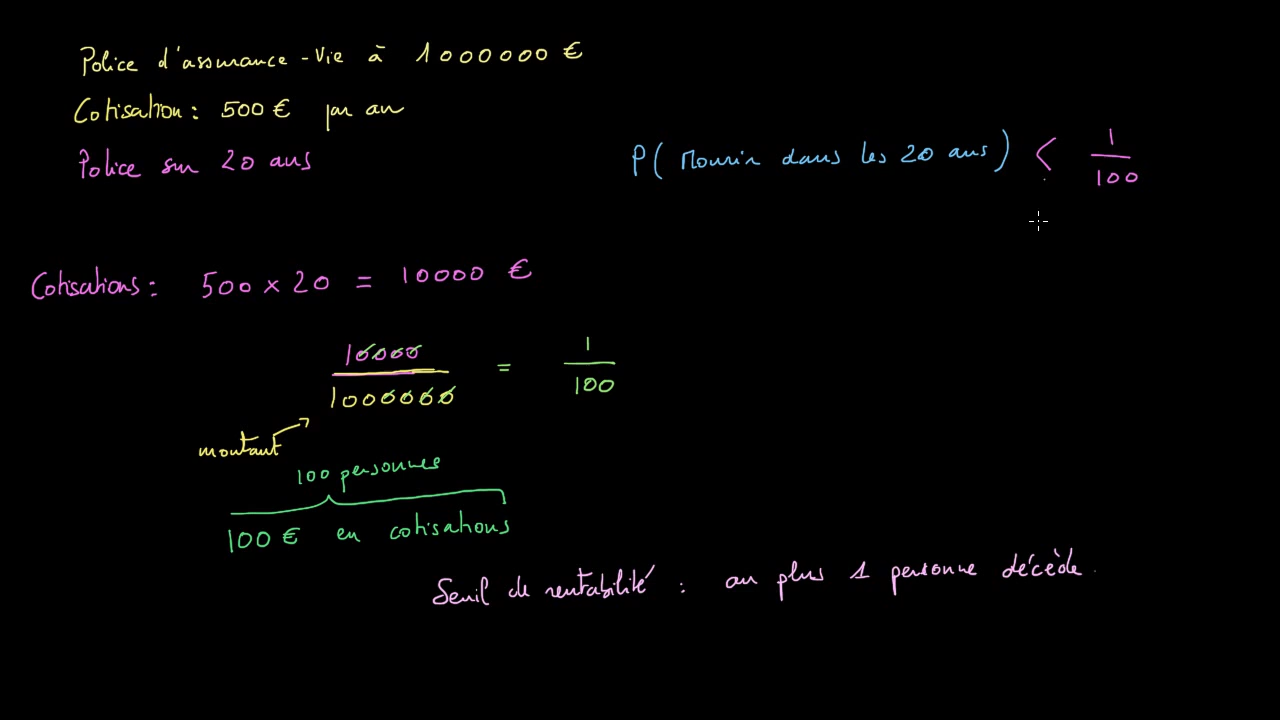 Police d'assurance-Vie à 1000000 €
Cotisation : 500 € par an
Police sur 20 ans
P( Mourir dans les 20 ans ) < 1/100
Cotisations : 500 × 20 = 10000 €
10000/1000000 = 1/100
montant
100 personnes
100 € en cotisations
Seuil de rentabilité : au plus 1 personne décède.